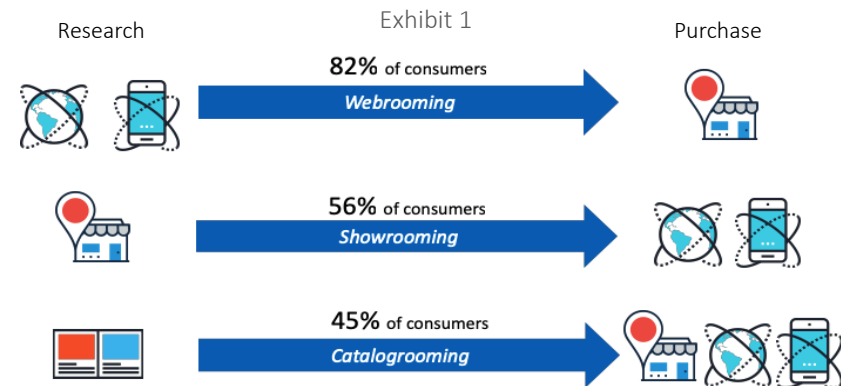 Exhibit 1
Research
Purchase
82% of consumers
Webrooming
56% of consumers
Showrooming
45% of consumers
Catalogrooming